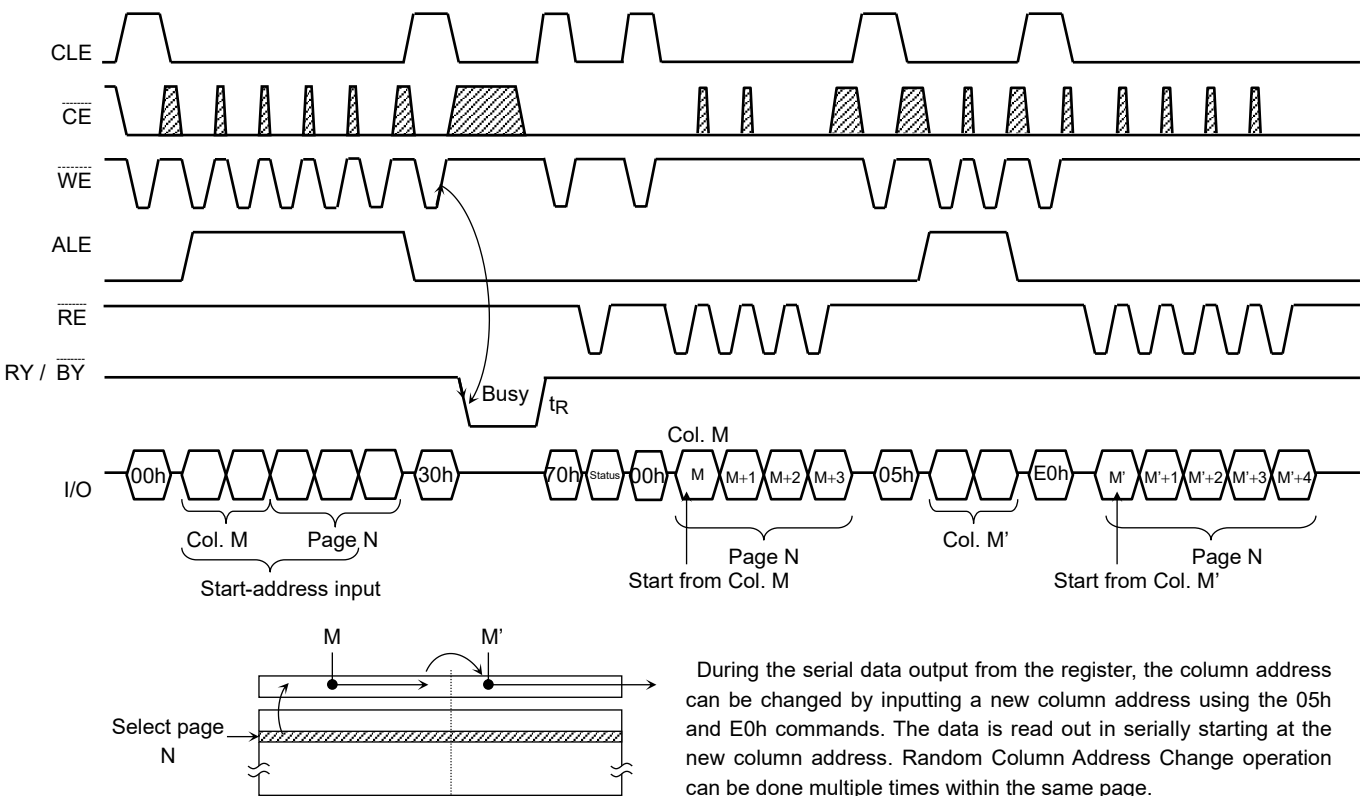 CLE
CE
WE
ALE
RE
RY / BY
Busy
tR
Col. M
I/O
00h
30h
70h
Status
00h
M
M+1
M+2
M+3
05h
E0h
M'
M'+1
M'+2
M'+3
M'+4
Col. M
Page N
Start-address input
Page N
Start from Col. M
Col. M'
Page N
Start from Col. M'
M
M'
Select page
N
During the serial data output from the register, the column address
can be changed by inputting a new column address using the 05h
and E0h commands. The data is read out in serially starting at the
new column address. Random Column Address Change operation
can be done multiple times within the same page.